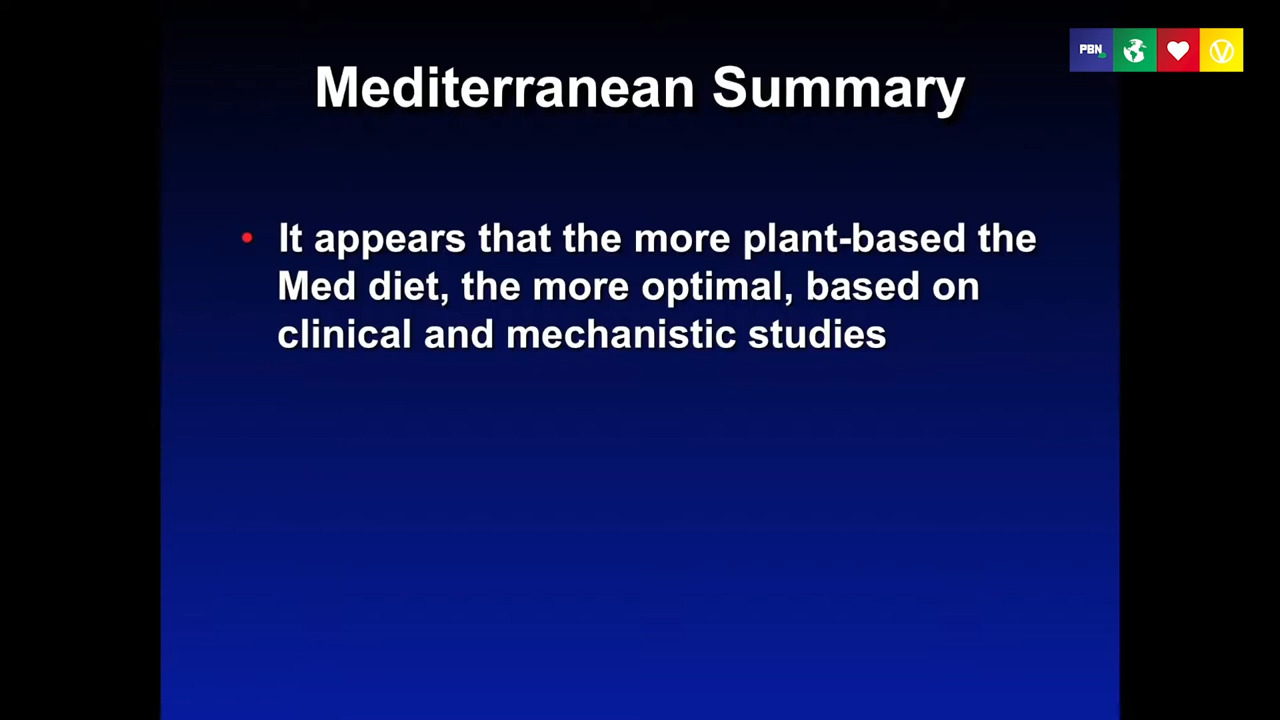 PBN
Mediterranean Summary
• It appears that the more plant-based the
Med diet, the more optimal, based on
clinical and mechanistic studies